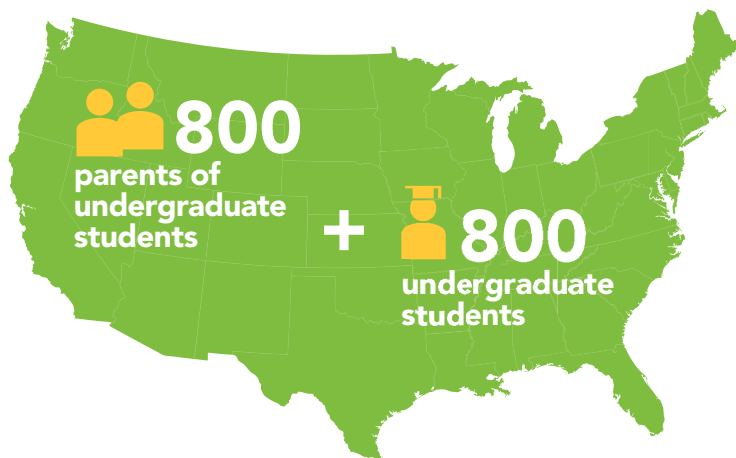 800
parents of
undergraduate
students
+
800
undergraduate
students